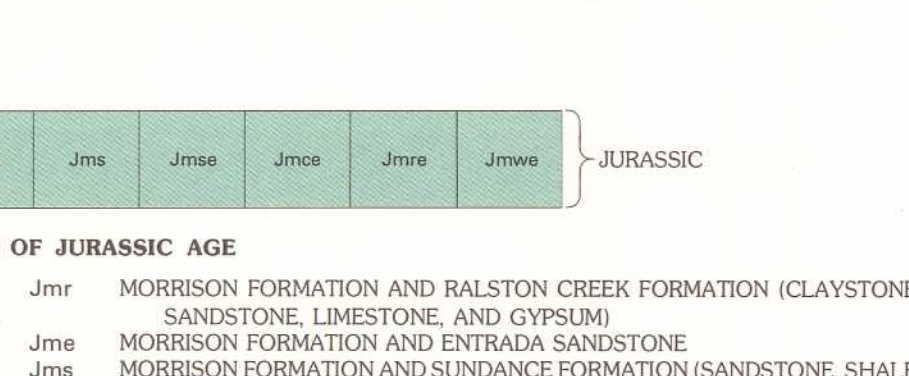 Jms Jmse Jmce Jmre Jmwe JURASSIC
OF JURASSIC AGE
Jmr MORRISON FORMATION AND RALSTON CREEK FORMATION (CLAYSTONE
SANDSTONE, LIMESTONE, AND GYPSUM)
Jme MORRISON FORMATION AND ENTRADA SANDSTONE
Jms MORRISON FORMATION AND SUNDANCE FORMATION (SANDSTONE, SHALE